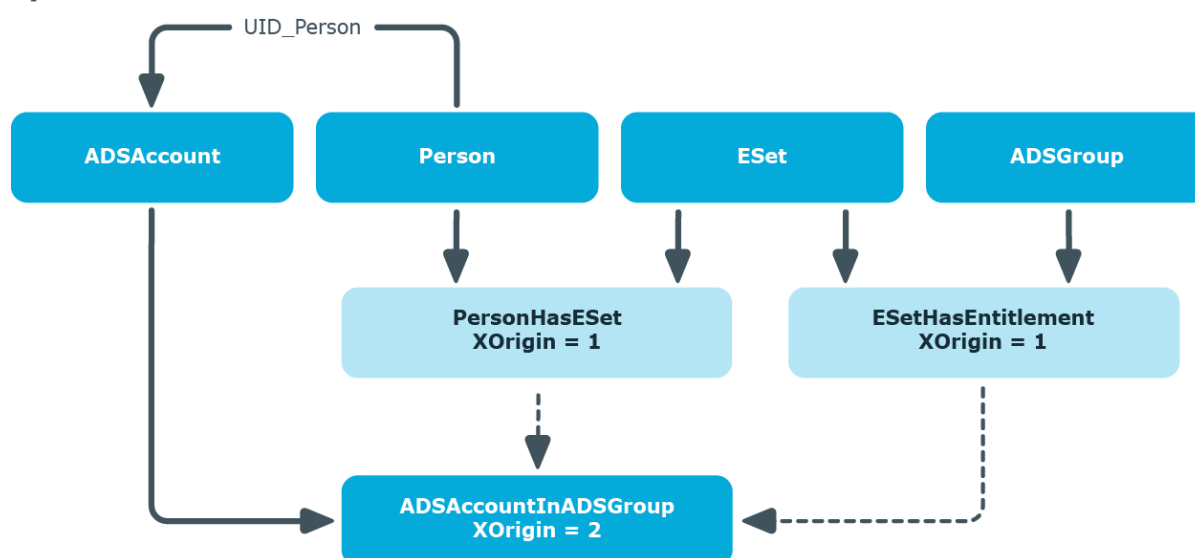 UID_Person
ADSAccount
Person
ESet
ADSGroup
PersonHasESet
XOrigin = 1
ESetHasEntitlement
XOrigin = 1
ADSAccountInADSGroup
XOrigin = 2